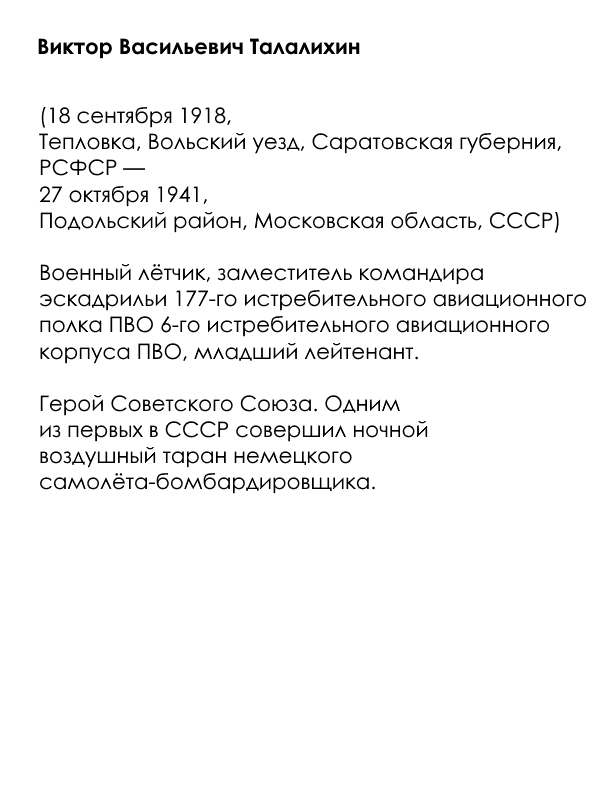 Виктор Васильевич Талалихин
(18 сентября 1918,
Тепловка, Вольский уезд, Саратовская губерния,
РСФСР —
27 октября 1941,
Подольский район, Московская область, СССР)
Военный лётчик, заместитель командира
эскадрильи 177-го истребительного авиационного
полка ПВО 6-го истребительного авиационного
корпуса ПВО, младший лейтенант.
Герой Советского Союза. Одним
из первых в СССР совершил ночной
воздушный таран немецкого
самолёта-бомбардировщика.